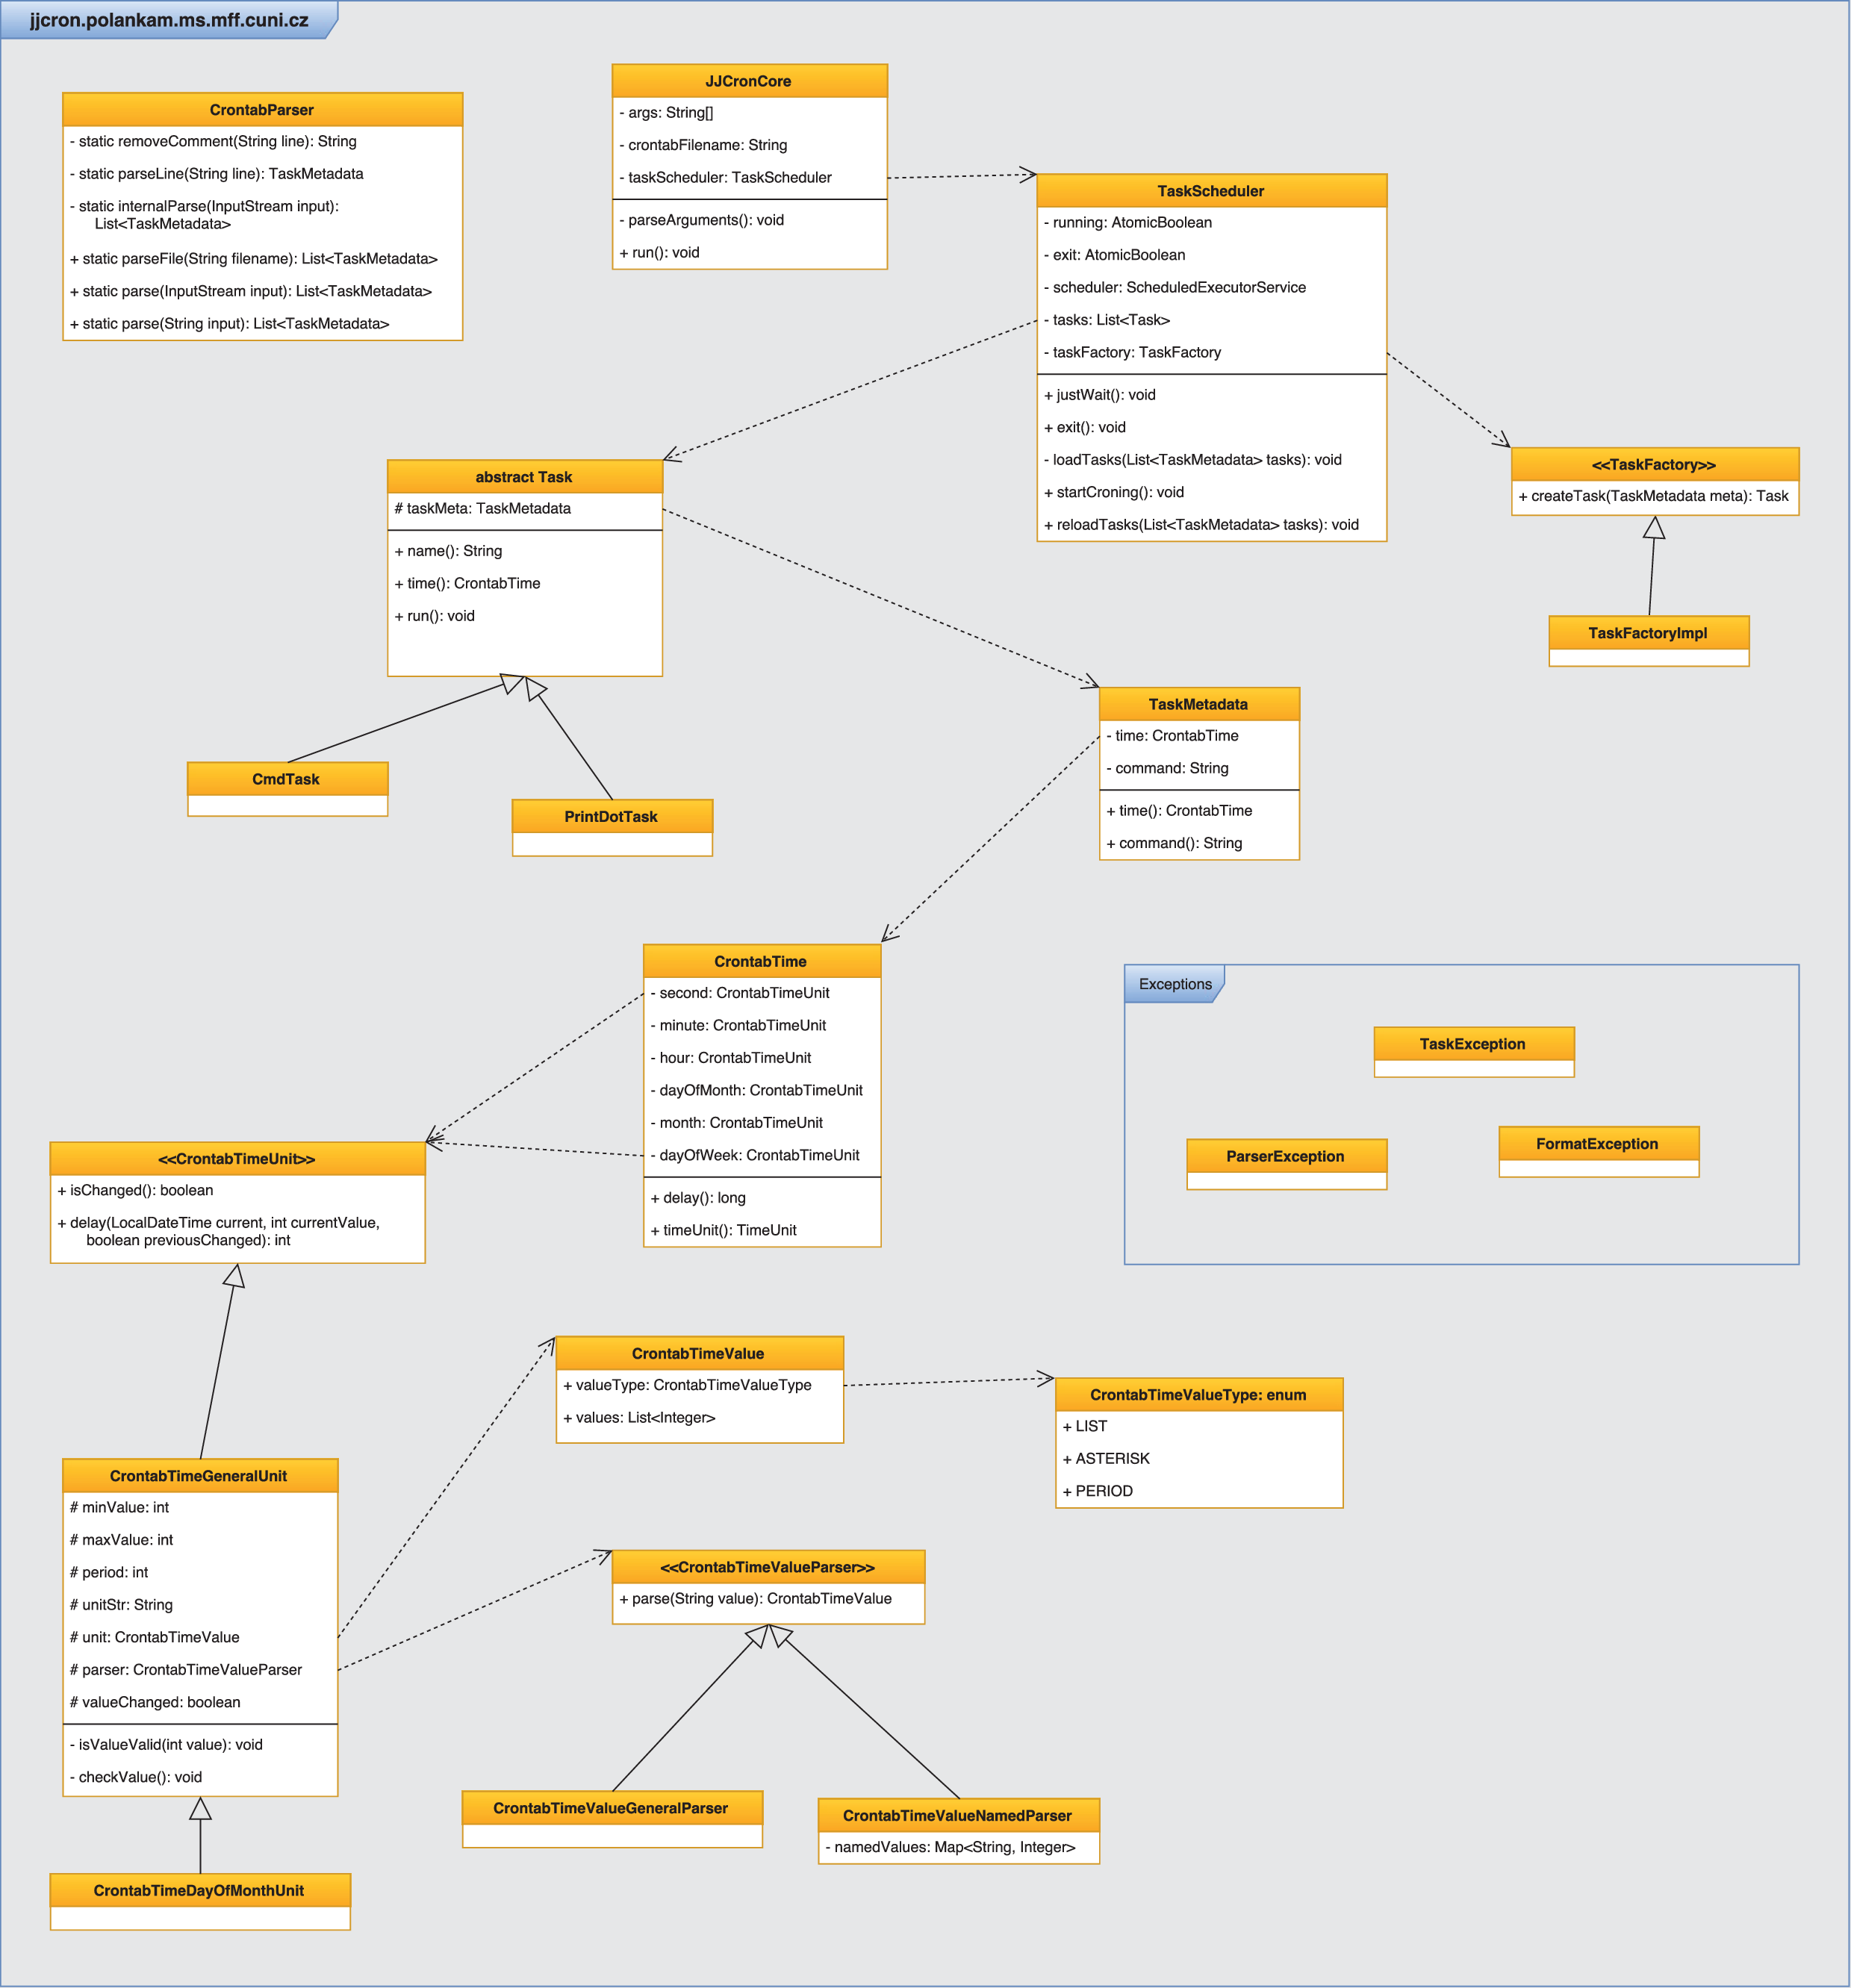 jjcron.polankam.ms.mff.cuni.cz
CrontabParser
- static removeComment(String line): String
- static parseLine(String line): TaskMetadata
- static internalParse(InputStream input):
List<TaskMetadata>
+ static parseFile(String filename): List<TaskMetadata>
+ static parse(InputStream input): List<TaskMetadata>
+ static parse(String input): List<TaskMetadata>
JJCronCore
- args: String[]
- crontabFilename: String
- taskScheduler: TaskScheduler
- parseArguments(): void
+ run(): void
TaskScheduler
- running: AtomicBoolean
- exit: AtomicBoolean
- scheduler: ScheduledExecutorService
- tasks: List<Task>
- taskFactory: TaskFactory
+ justWait(): void
+ exit(): void
- loadTasks(List<TaskMetadata> tasks): void
+ startCroning(): void
+ reloadTasks(List<TaskMetadata> tasks): void
<<TaskFactory>>
+ createTask(TaskMetadata meta): Task
TaskFactoryImpl
abstract Task
# taskMeta: TaskMetadata
+ name(): String
+ time(): CrontabTime
+ run(): void
CmdTask
PrintDotTask
TaskMetadata
- time: CrontabTime
- command: String
+ time(): CrontabTime
+ command(): String
CrontabTime
- second: CrontabTimeUnit
- minute: CrontabTimeUnit
- hour: CrontabTimeUnit
- dayOfMonth: CrontabTimeUnit
- month: CrontabTimeUnit
- dayOfWeek: CrontabTimeUnit
+ delay(): long
+ timeUnit(): TimeUnit
Exceptions
TaskException
ParserException
FormatException
<<CrontabTimeUnit>>
+ isChanged(): boolean
+ delay(LocalDateTime current, int currentValue,
boolean previousChanged): int
CrontabTimeValue
+ valueType: CrontabTimeValueType
+ values: List<Integer>
CrontabTimeValueType: enum
+ LIST
+ ASTERISK
+ PERIOD
CrontabTimeGeneralUnit
# minValue: int
# maxValue: int
# period: int
# unitStr: String
# unit: CrontabTimeValue
# parser: CrontabTimeValueParser
# valueChanged: boolean
- isValueValid(int value): void
- checkValue(): void
<<CrontabTimeValueParser>>
+ parse(String value): CrontabTimeValue
CrontabTimeValueGeneralParser
CrontabTimeValueNamedParser
- namedValues: Map<String, Integer>
CrontabTimeDayOfMonthUnit